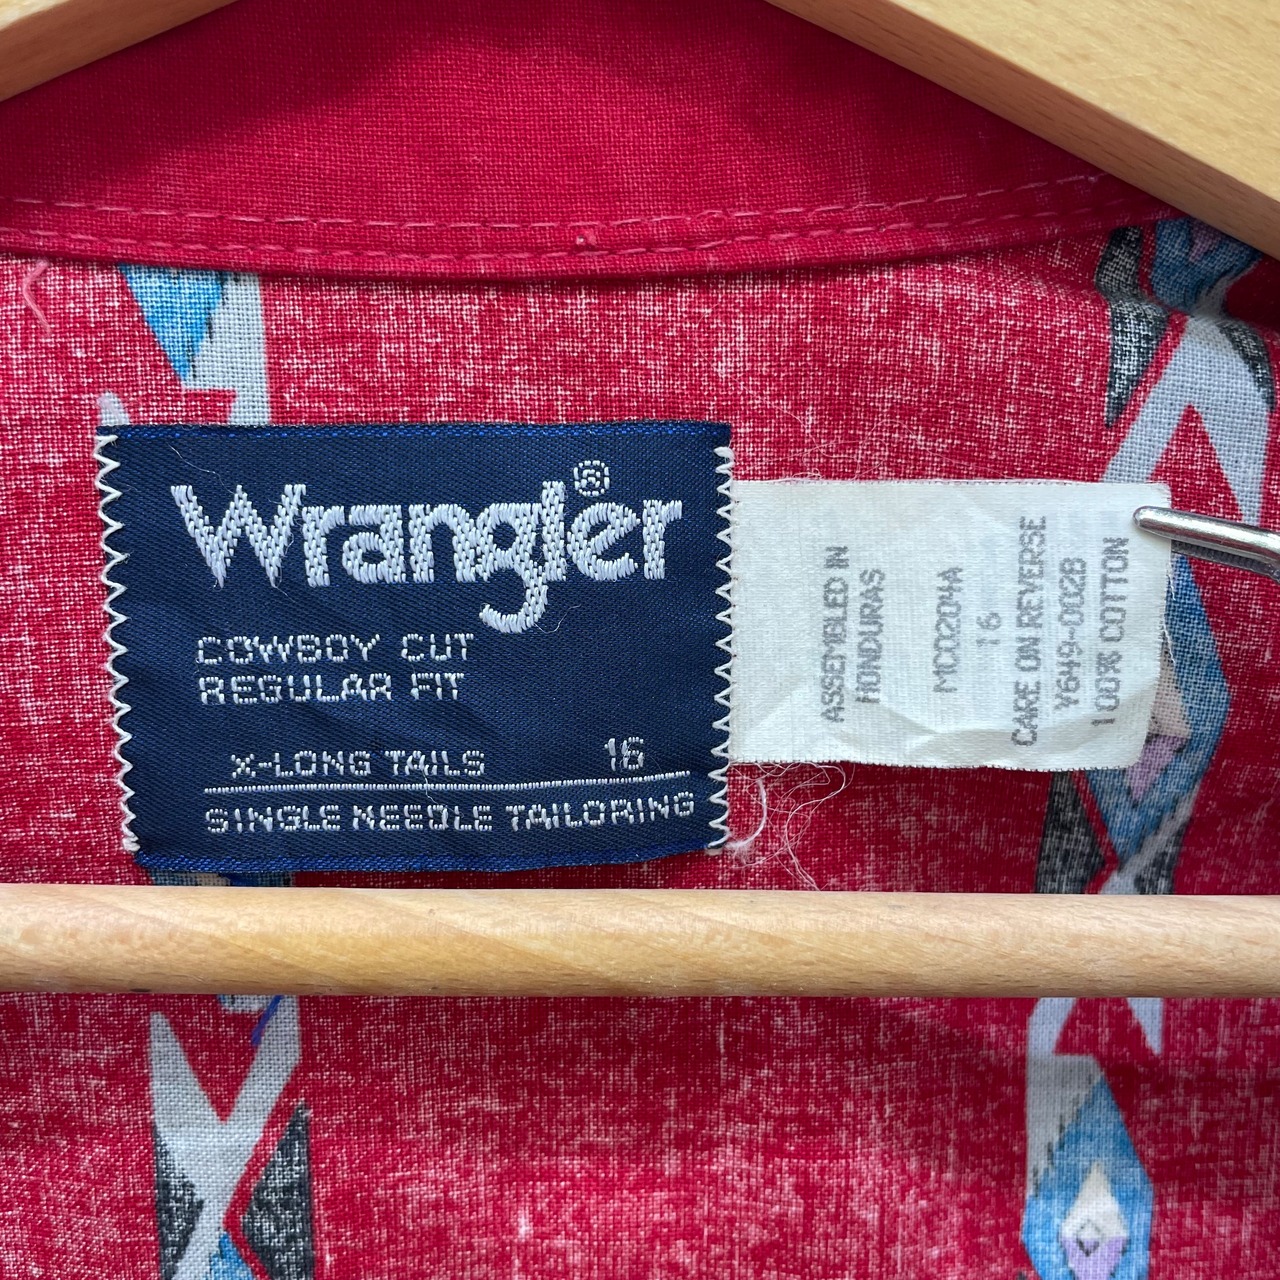 Wrangler®
COWBOY CUT
REGULAR FIT
X-LONG TAILS 16
SINGLE NEEDLE TAILORING
ASSEMBLED IN
HONDURAS
MC0204A
16
CARE ON REVERSE
Y649-0028
100% COTTON